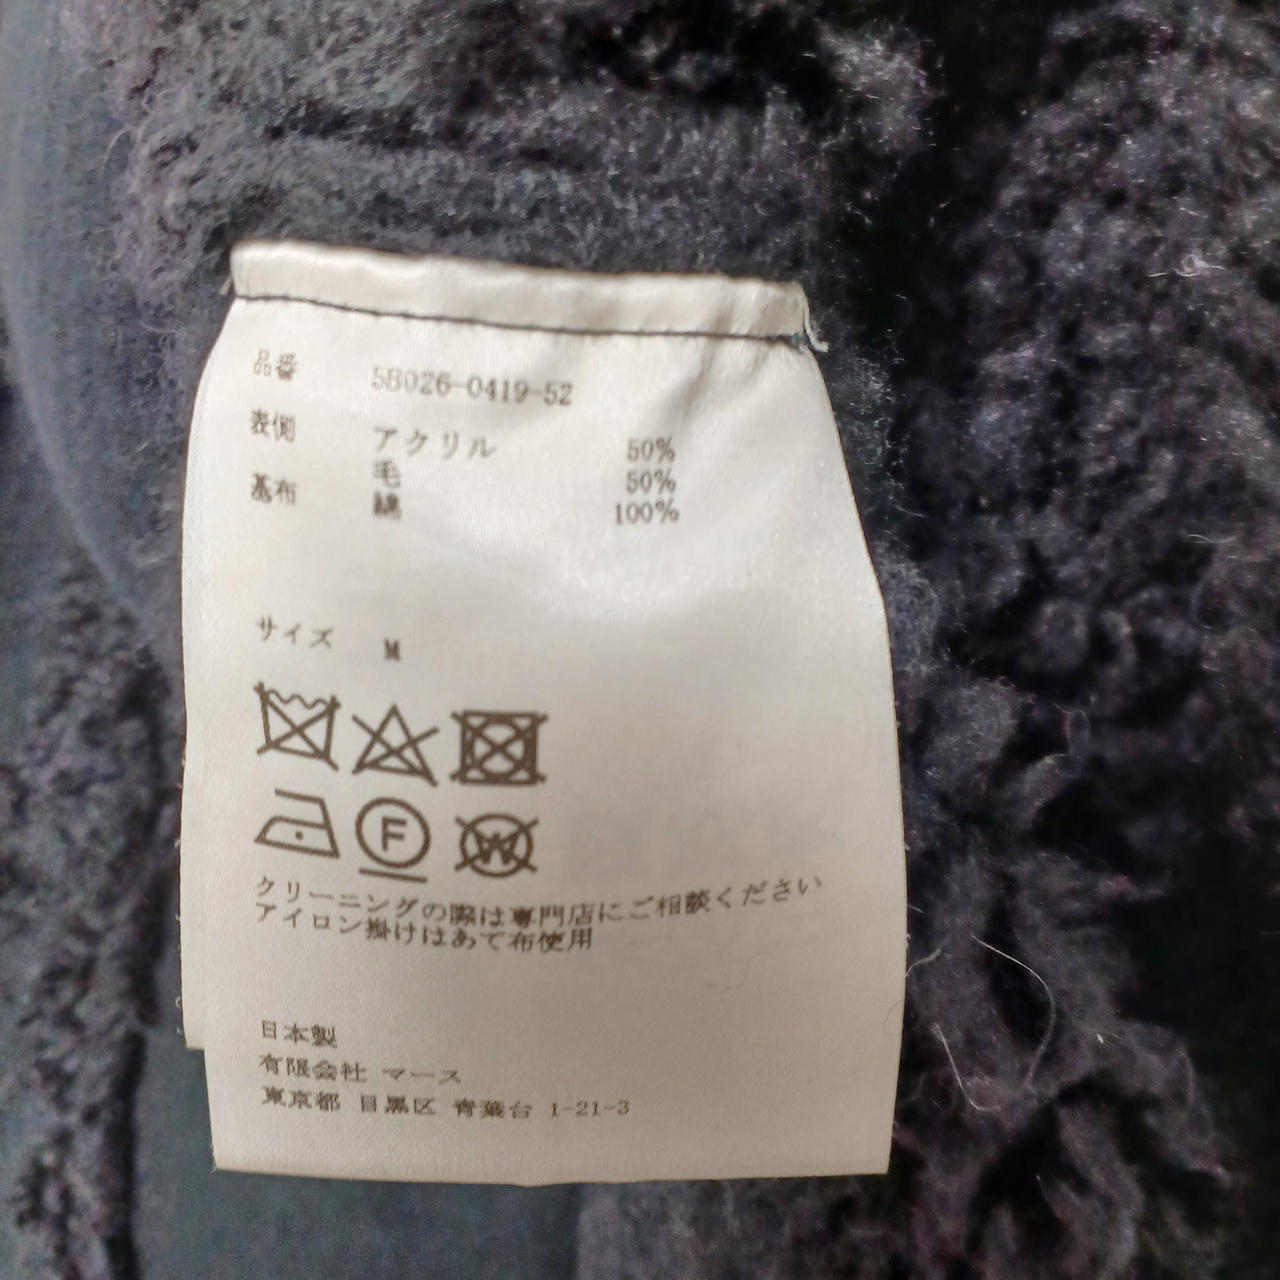 品番 5B026-0419-52
表側 アクリル 50%
毛 50%
基布 綿 100%
サイズ M
F
W
クリーニングの際は専門店にご相談ください
アイロン掛けはあて布使用
日本製
有限会社 マース
東京都 目黒区 青葉台 1-21-3